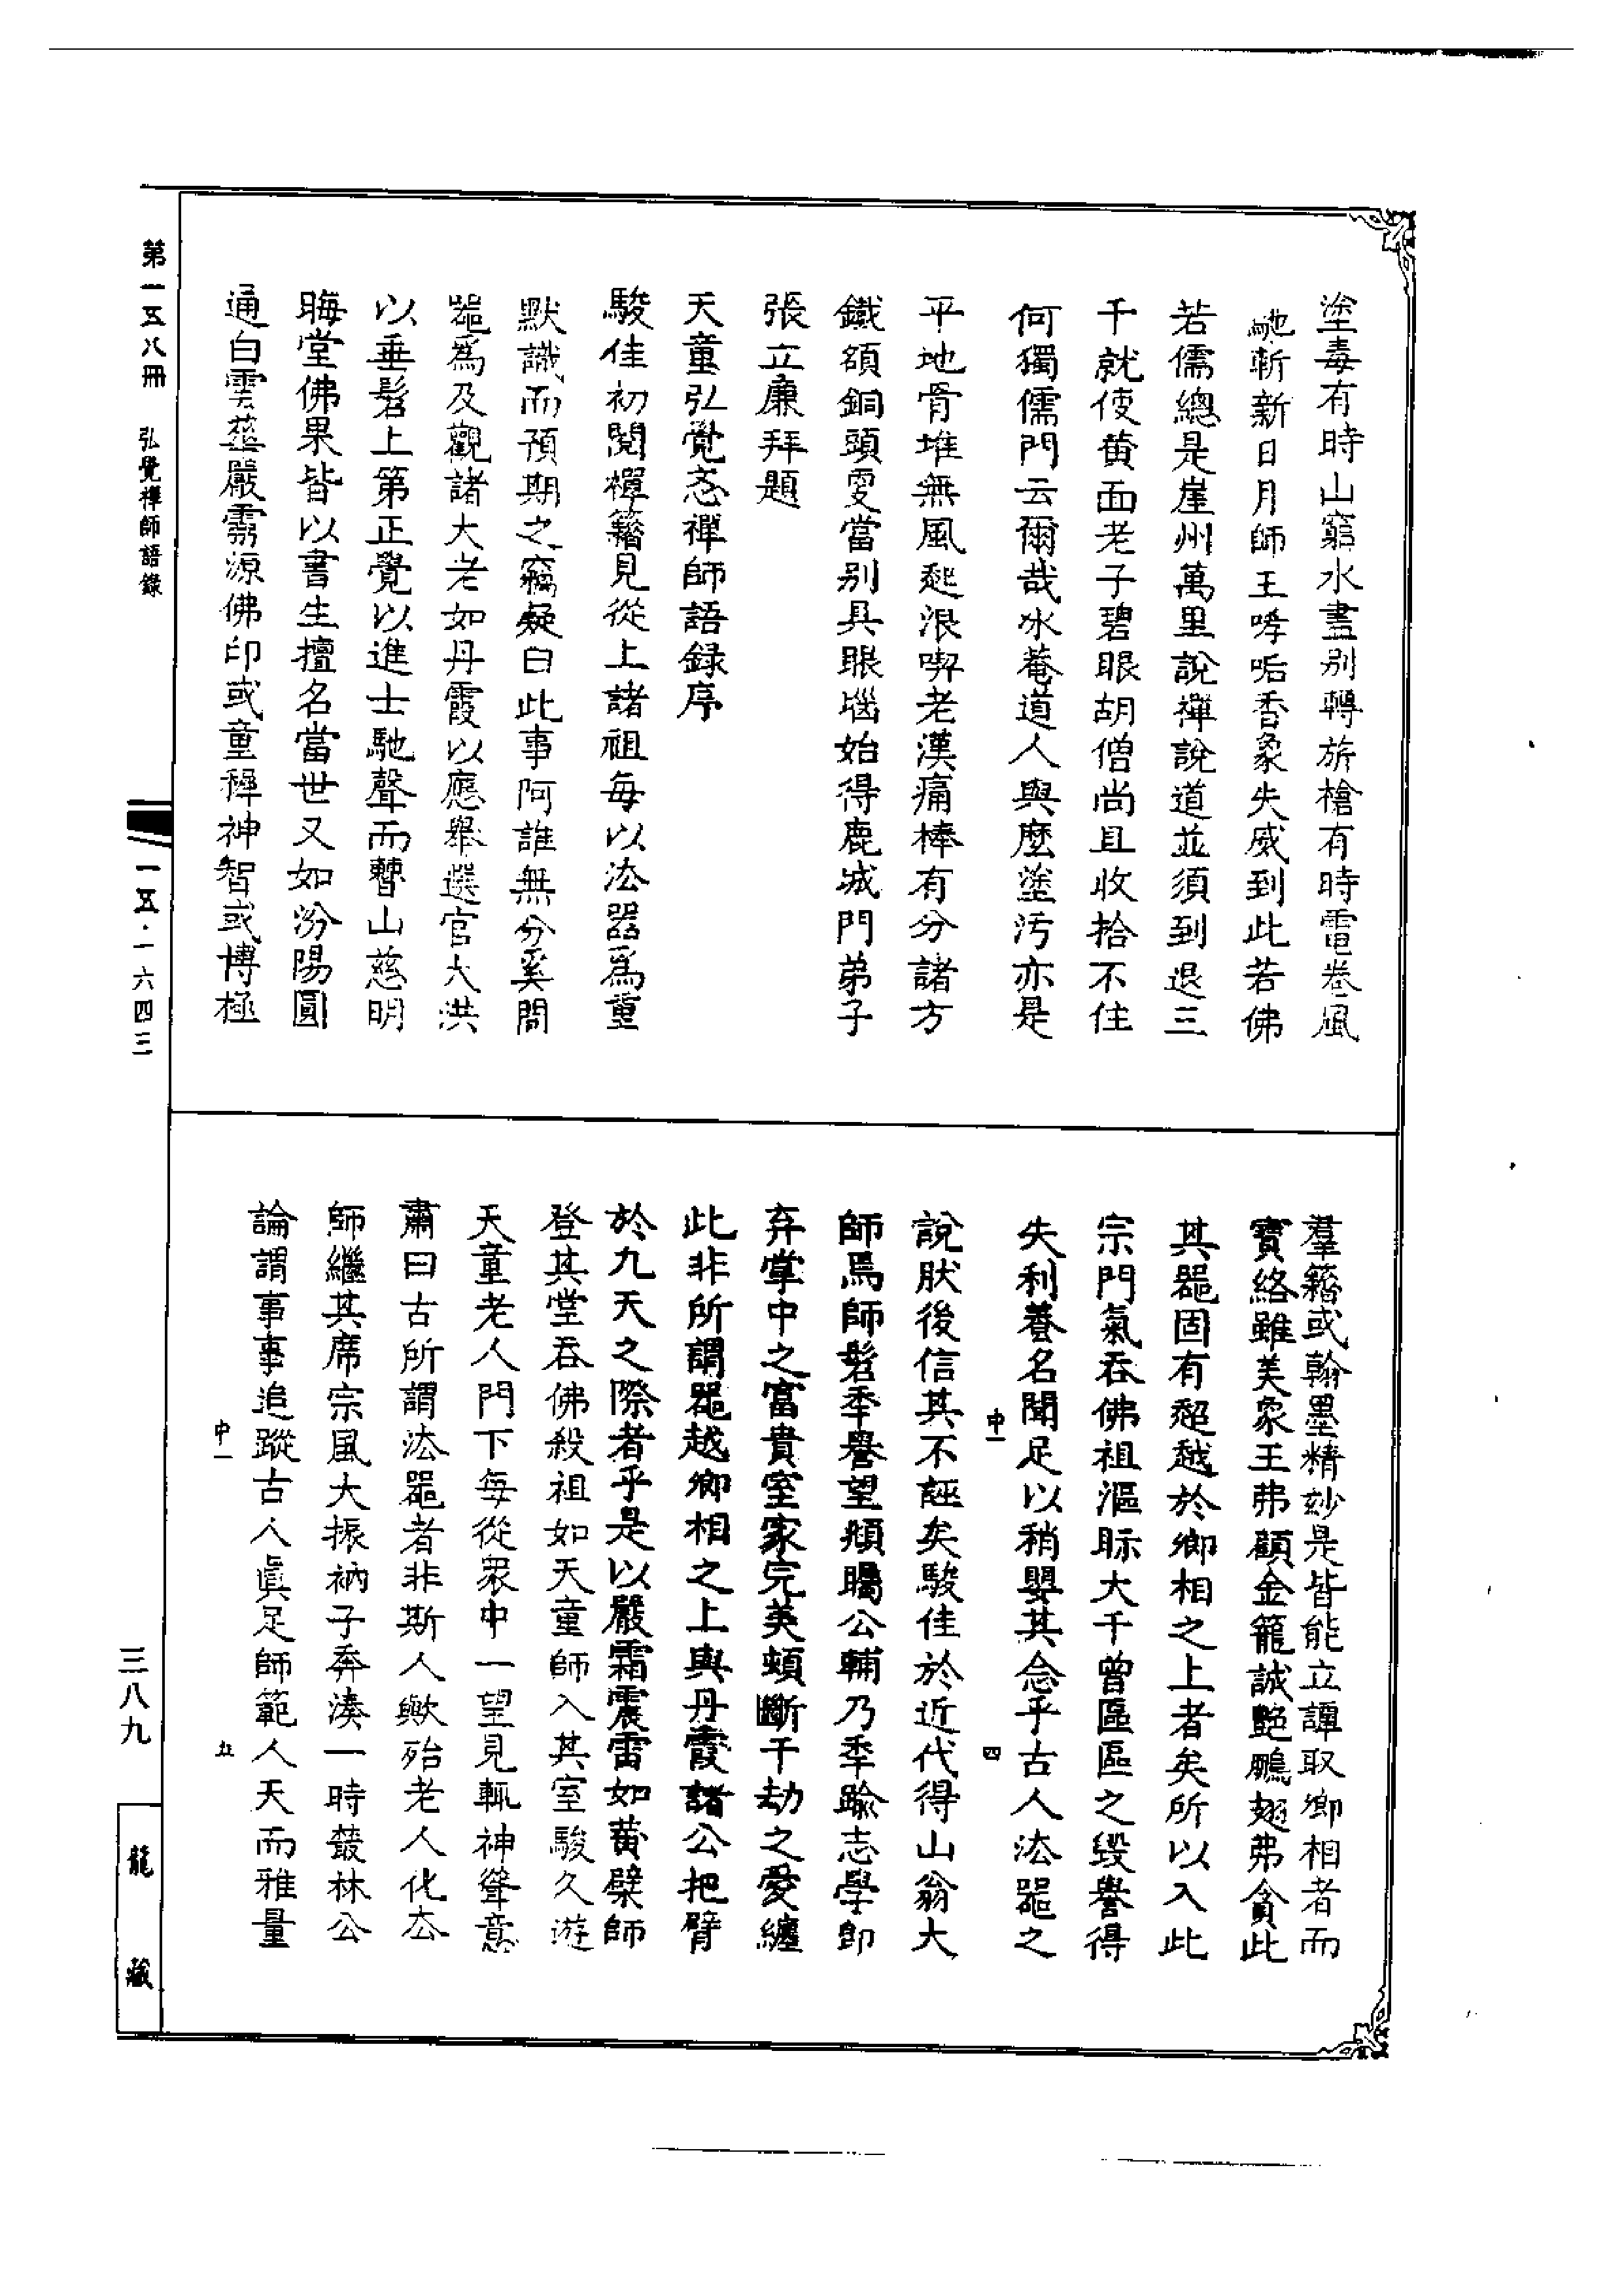 塗毒有時山窮水盡別轉旂槍有時電卷風
馳斬新日月師王哮吼香象失威到此若佛
若儒總是崖州萬里說禪說道並須到退三
千就使黄面老子碧眼胡僧尚且收拾不住
何獨儒門云爾哉氷菴道人與麼塗汚亦是
平地骨堆無風起浪喫老漢痛棒有分諸方
鐵額銅頭要當别具眼腦始得鹿城門弟子
張立廉拜題
天童弘覺忞禪師語録序
駿佳初閱禪籍見從上諸祖每以法器爲重
默識而預期之竊疑曰此事阿誰無分奚問
器爲及觀諸大老如丹霞以應舉選官大洪
以垂髫上第正覺以進士馳聲而瞽山慈明
晦堂佛果皆以書生擅名當世又如汾陽圓
通白雲慈嚴靈源佛印或童稺神智或博極
羣籍或翰墨精妙是皆能立譚取卿相者而
寶絡雖美象王弗顧金籠誠艷鵬翅弗貪此
其器固有超越於卿相之上者矣所以入此
宗門氣吞佛祖漚眎大千曾區區之毁譽得
失利養名聞足以稍嬰其念乎古人法器之
中一
四
說肰後信其不誣矣駿佳於近代得山翁大
師焉師髫秊譽望頫矚公輔乃秊踰志學即
弃掌中之富貴室家完美頓斷千劫之愛纏
此非所謂器越卿相之上與丹霞諸公把臂
於九天之際者乎是以嚴霜震雷如黄檗師
登其堂吞佛殺祖如天童師入其室駿久遊
天童老人門下每從衆中一望見輒神聳意
肅曰古所謂法器者非斯人歟殆老人化去
師繼其席宗風大振衲子奔湊一時叢林公
論謂事事追蹤古人眞足師範人天而雅量
中一
五
第一五八冊 弘覺禪師語錄
一五·一六四三
三八九
龍藏